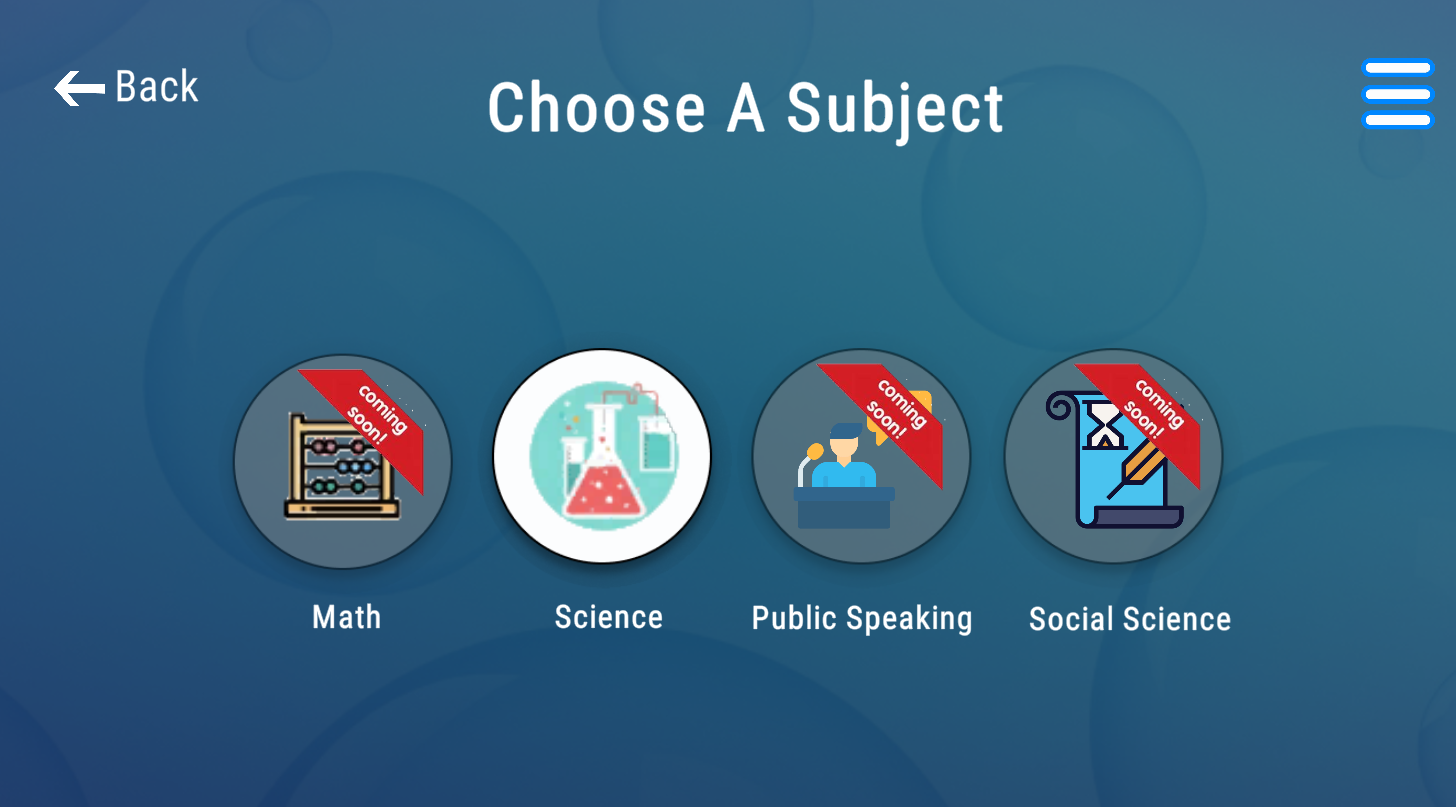 Back
Choose A Subject
coming
soon!
coming
soon!
coming
soon!
Math
Science
Public Speaking
Social Science